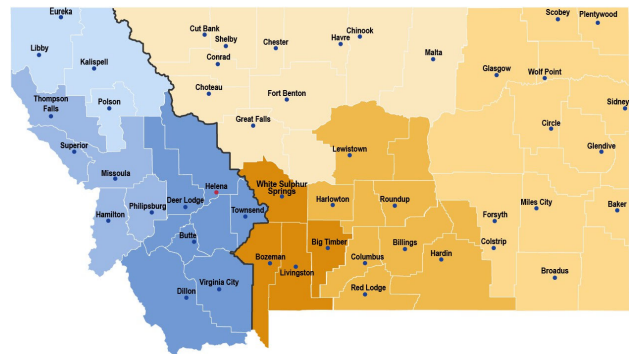 Eureka
Scobey
Plentywood
Cut Bank
Shelby
Chester
Chinook
Havre
Libby
Conrad
Malta
Kalispell
Glasgow
Wolf Point
Choteau
Fort Benton
Thompson
Falls
Polson
Sidney
Great Falls
Circle
Superior
Lewistown
Glendive
Missoula
Helena
White Sulphur
Springs
Deer Lodge
Harlowton
Roundup
Miles City
Baker
Philipsburg
Hamilton
Townsend
Forsyth
Butte
Big Timber
Billings
Colstrip
Bozeman
Columbus
Hardin
Livingston
Broadus
Virginia City
Dillon
Red Lodge